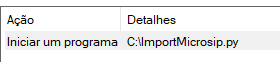 Ação Detalhes
Iniciar um programa C:\ImportMicrosip.py